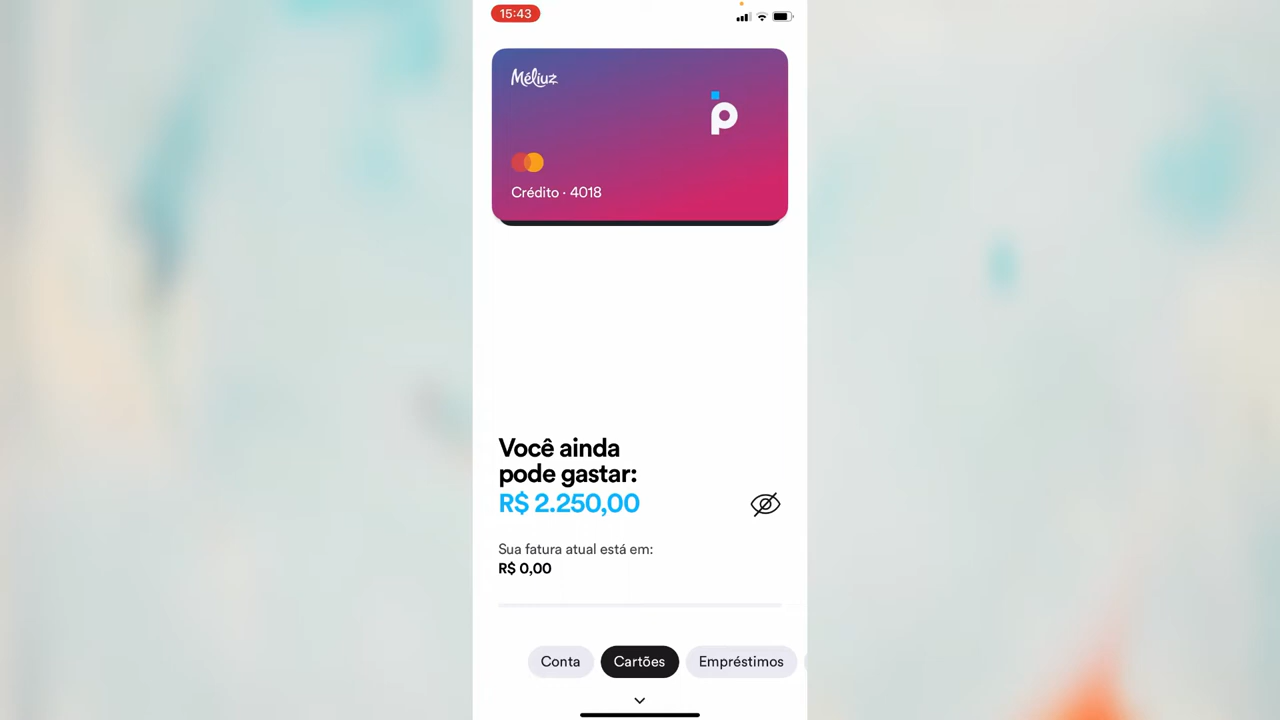 15:43
Méliuz
Crédito · 4018
Você ainda
pode gastar:
R$ 2.250,00
Sua fatura atual está em:
R$ 0,00
Conta
Cartões
Empréstimos